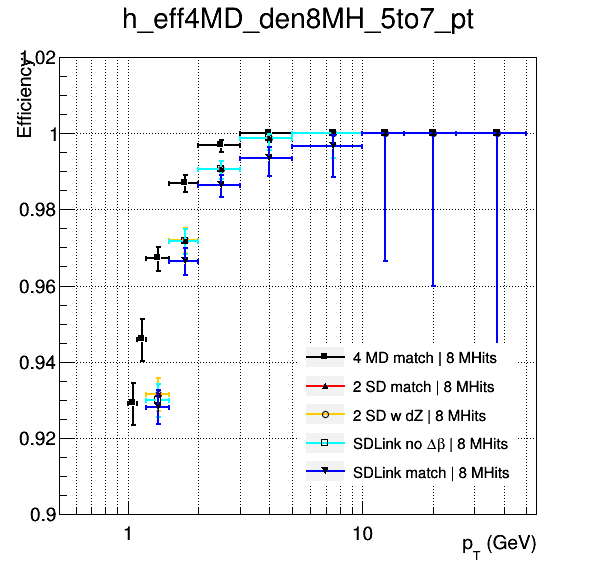 h_eff4MD_den8MH_5to7_pt
Efficiency
1.02
1
0.98
0.96
0.94
0.92
0.9
4 MD match | 8 MHits
2 SD match | 8 MHits
2 SD w dZ | 8 MHits
SDLink no Δβ | 8 MHits
SDLink match | 8 MHits
1
10
p_T (GeV)